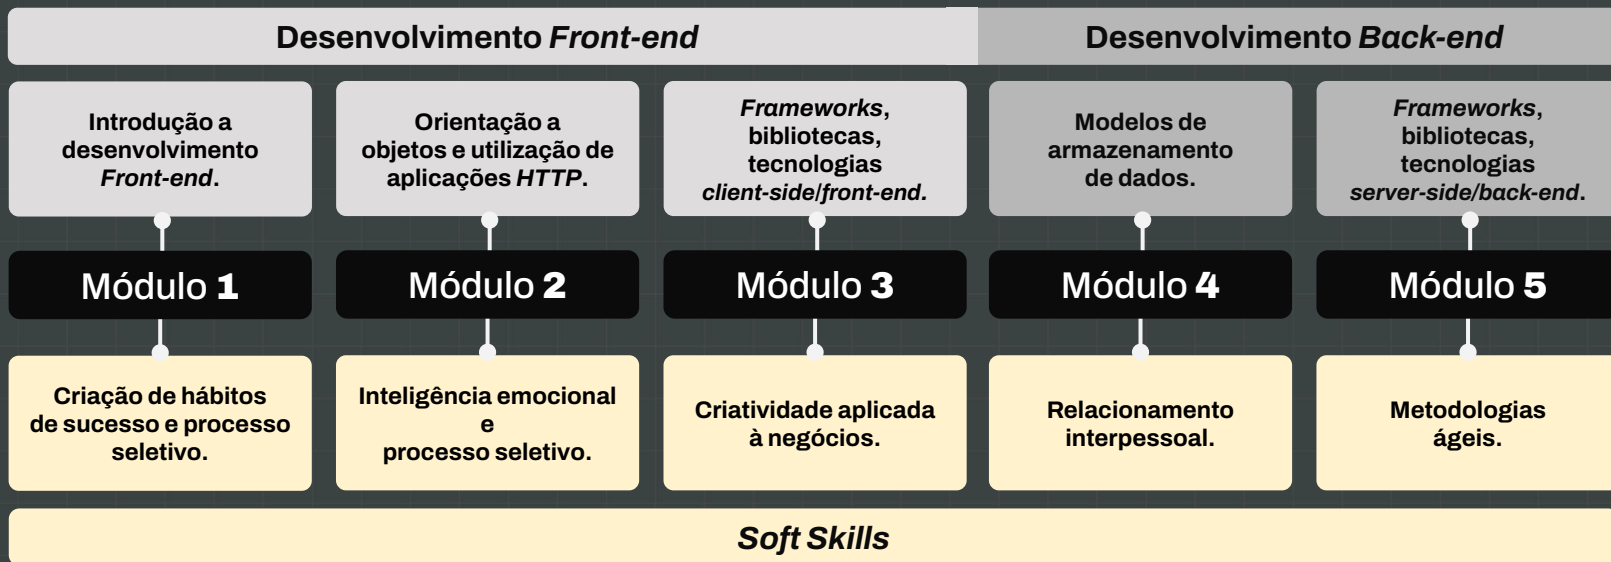 Desenvolvimento Front-end
Desenvolvimento Back-end
Introdução a
desenvolvimento
Front-end.
Orientação a
objetos e utilização de
aplicações HTTP.
Frameworks,
bibliotecas,
tecnologias
client-side/front-end.
Modelos de
armazenamento
de dados.
Frameworks,
bibliotecas,
tecnologias
server-side/back-end.
Módulo 1
Módulo 2
Módulo 3
Módulo 4
Módulo 5
Criação de hábitos
de sucesso e processo
seletivo.
Inteligência emocional
e
processo seletivo.
Criatividade aplicada
à negócios.
Relacionamento
interpessoal.
Metodologias
ágeis.
Soft Skills